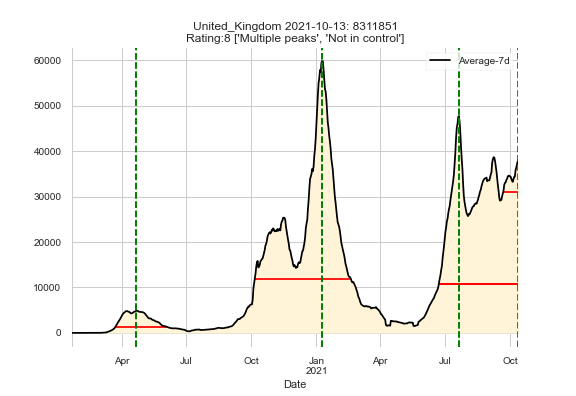 United_Kingdom 2021-10-13: 8311851
Rating:8 ['Multiple peaks', 'Not in control']
Average-7d
60000
50000
40000
30000
20000
10000
0
Apr
Jul
Oct
Jan
2021
Apr
Jul
Oct
Date